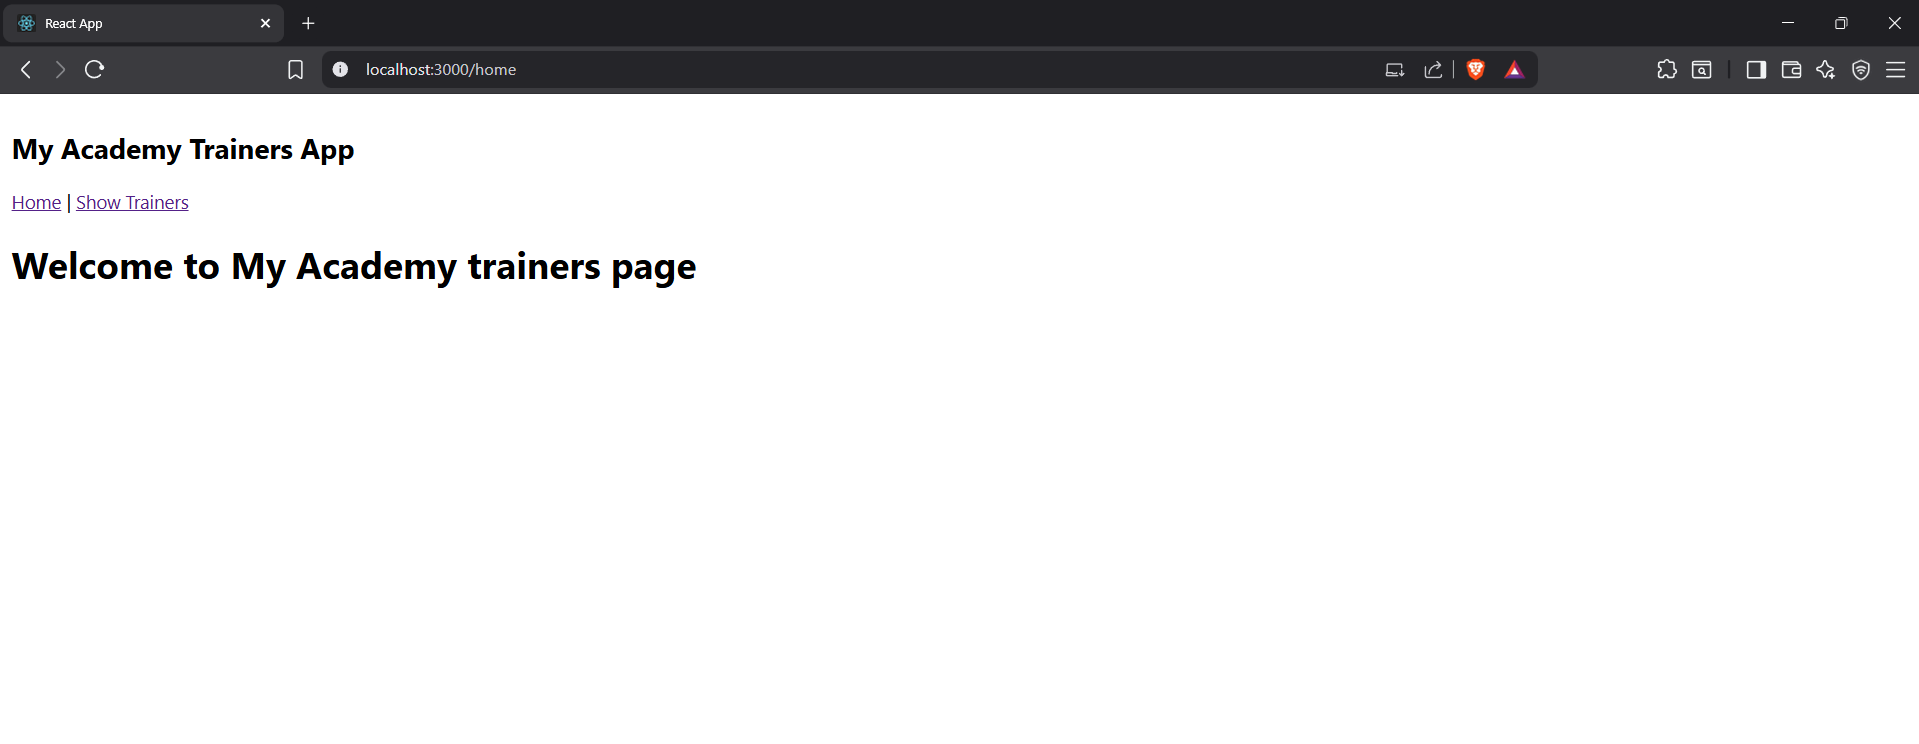 React App
localhost:3000/home
My Academy Trainers App
Home | Show Trainers
Welcome to My Academy trainers page